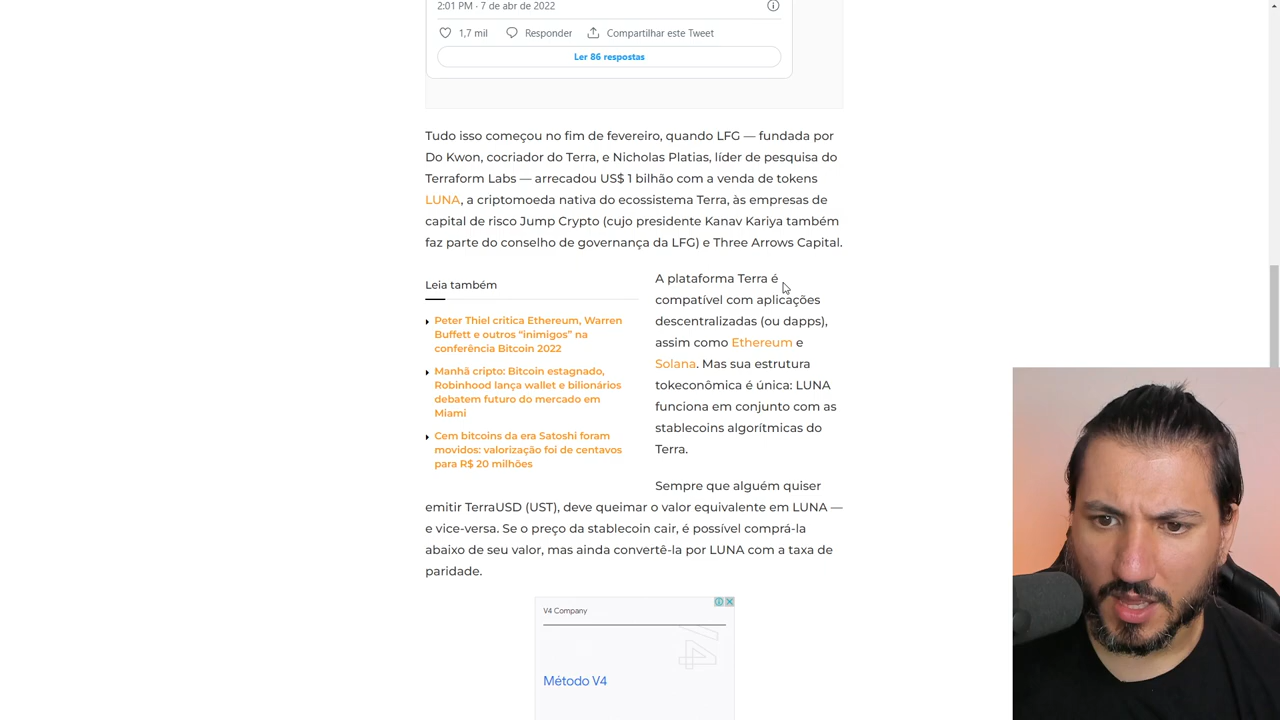 2:01 PM · 7 de abr de 2022
1,7 mil Responder Compartilhar este Tweet
Ler 86 respostas
Tudo isso começou no fim de fevereiro, quando LFG — fundada por
Do Kwon, cocriador do Terra, e Nicholas Platias, líder de pesquisa do
Terraform Labs — arrecadou US$ 1 bilhão com a venda de tokens
LUNA, a criptomoeda nativa do ecossistema Terra, às empresas de
capital de risco Jump Crypto (cujo presidente Kanav Kariya também
faz parte do conselho de governança da LFG) e Three Arrows Capital.
Leia também
Peter Thiel critica Ethereum, Warren
Buffett e outros “inimigos” na
conferência Bitcoin 2022
Manhã cripto: Bitcoin estagnado,
Robinhood lança wallet e bilionários
debatem futuro do mercado em
Miami
Cem bitcoins da era Satoshi foram
movidos: valorização foi de centavos
para R$ 20 milhões
A plataforma Terra é
compatível com aplicações
descentralizadas (ou dapps),
assim como Ethereum e
Solana. Mas sua estrutura
tokeconômica é única: LUNA
funciona em conjunto com as
stablecoins algorítmicas do
Terra.
Sempre que alguém quiser
emitir TerraUSD (UST), deve queimar o valor equivalente em LUNA —
e vice-versa. Se o preço da stablecoin cair, é possível comprá-la
abaixo de seu valor, mas ainda convertê-la por LUNA com a taxa de
paridade.
V4 Company
V4
Método V4